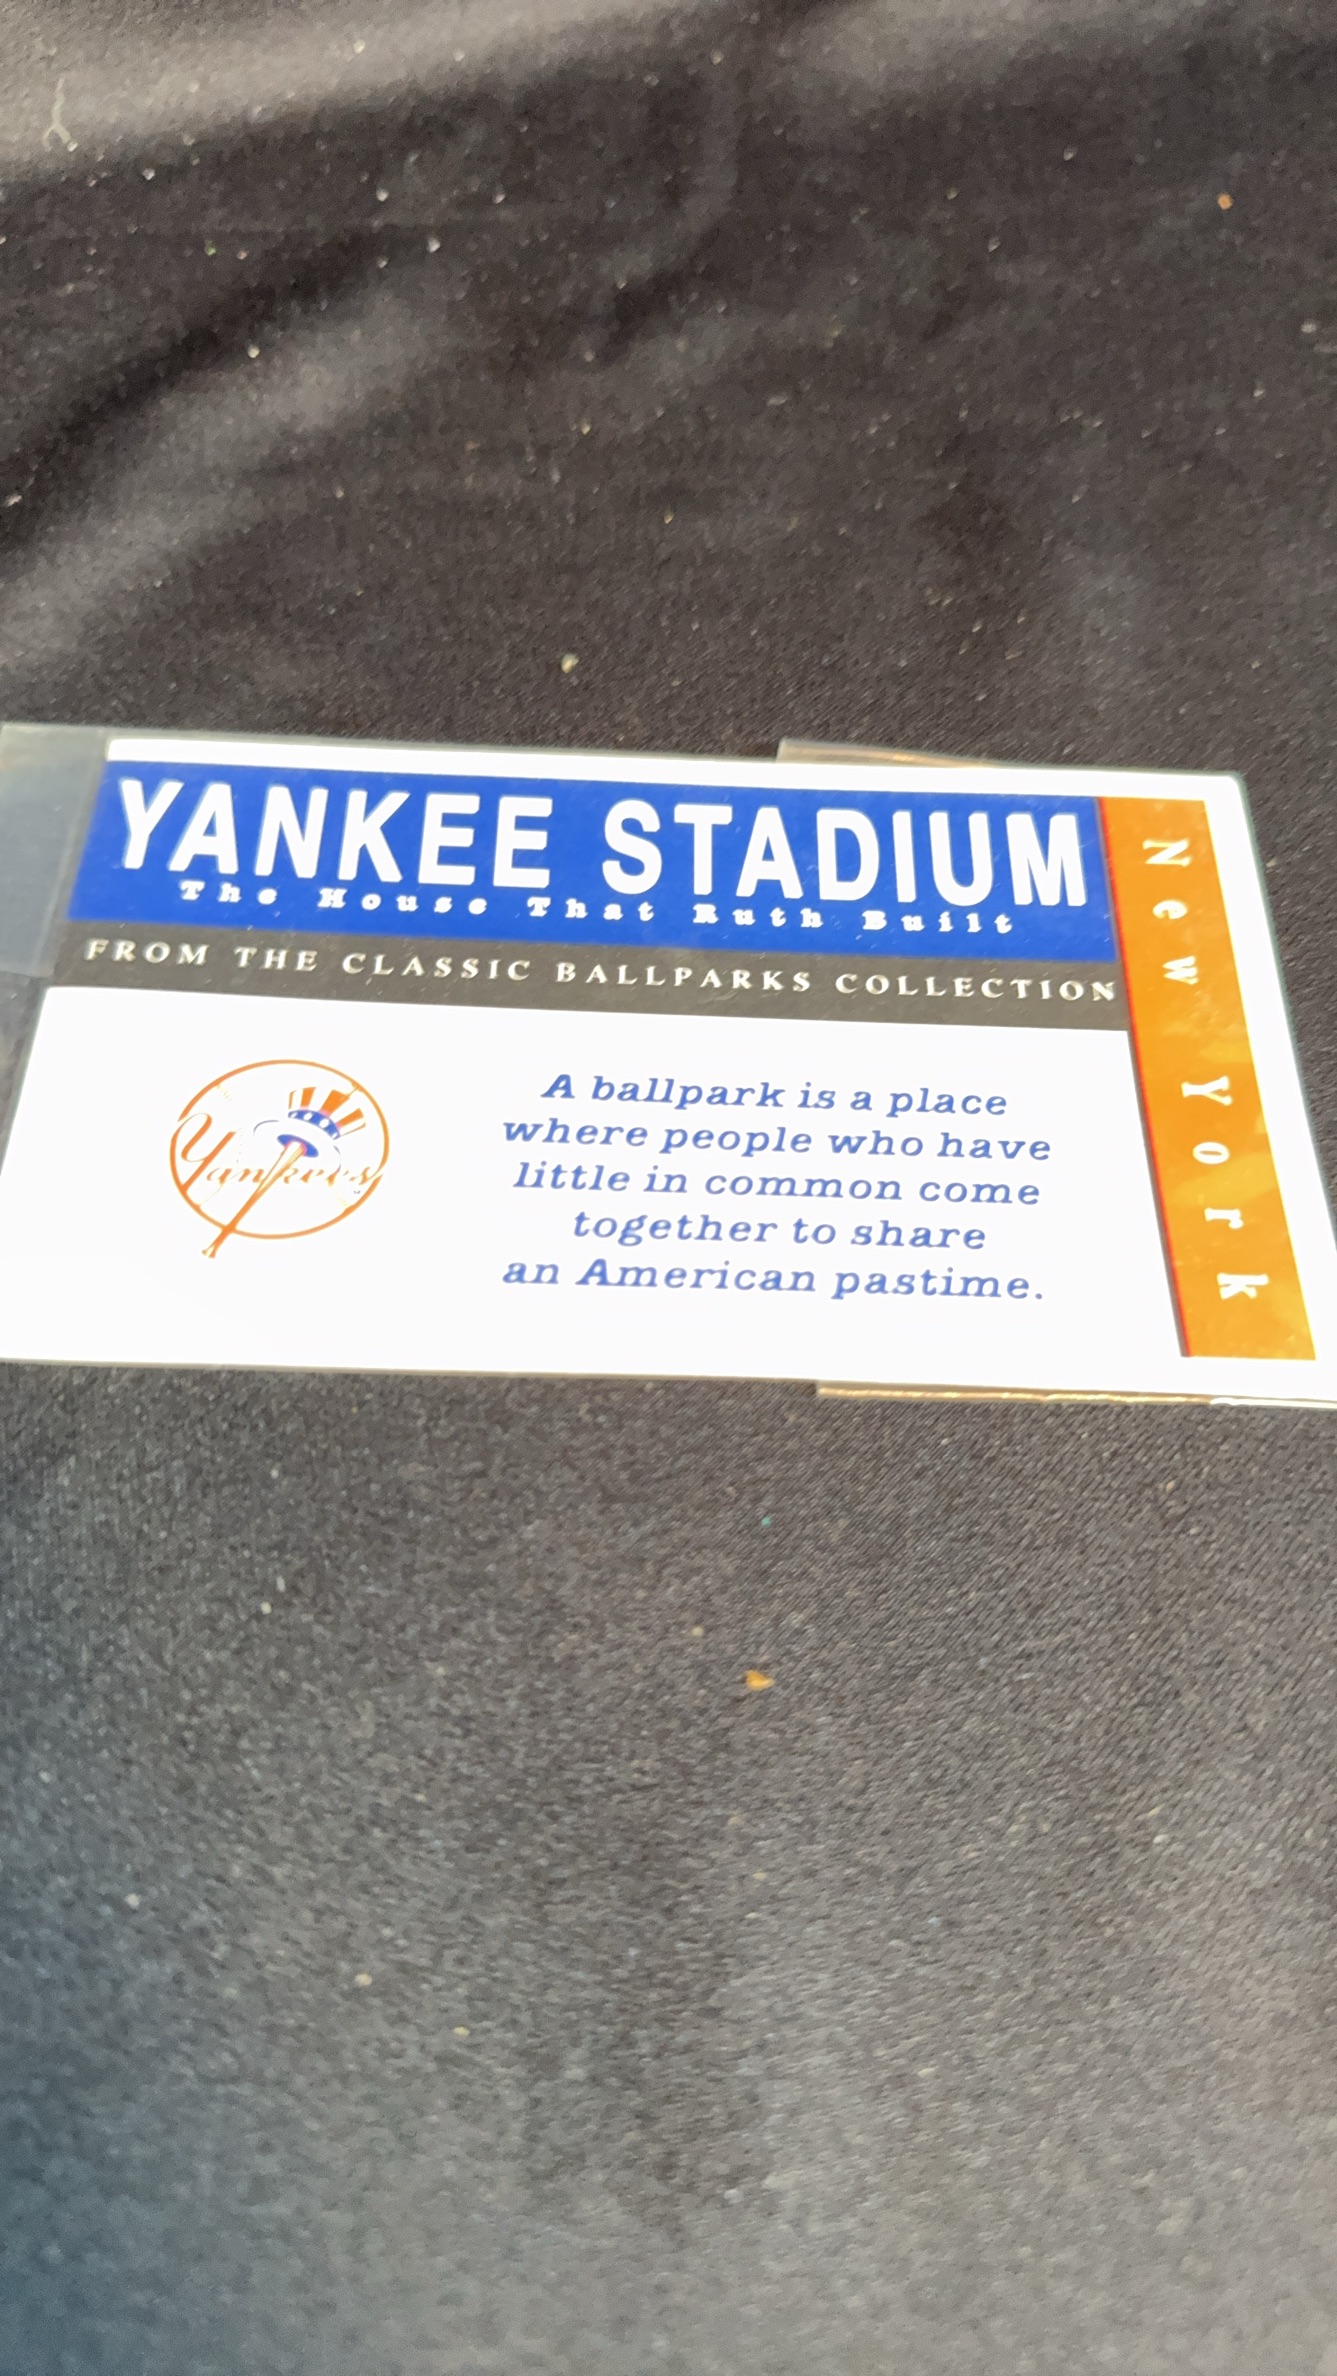 YANKEE STADIUM
The House That Ruth Built
FROM THE CLASSIC BALLPARKS COLLECTION
New York
Yankees
A ballpark is a place
where people who have
little in common come
together to share
an American pastime.